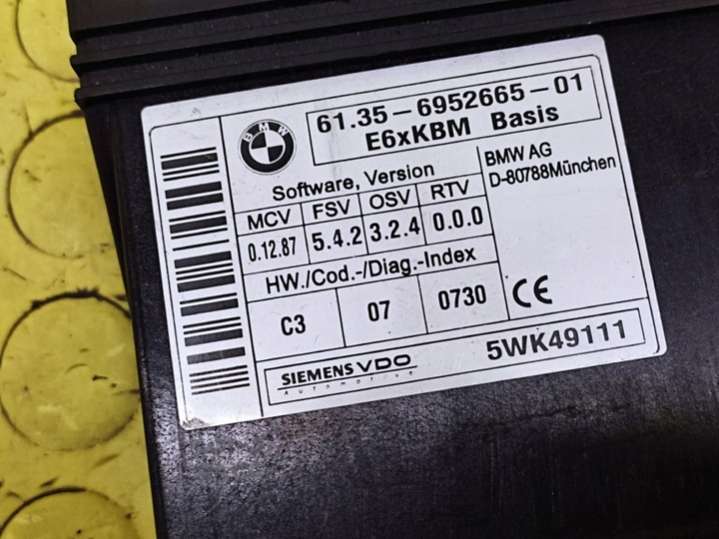 BMW
61.35-6952665-01
E6xKBM Basis
Software, Version
BMW AG
D-80788München
MCV FSV OSV RTV
0.12.87 5.4.2 3.2.4 0.0.0
HW./Cod.-/Diag.-Index
C3 07 0730 CE
SIEMENS VDO
Automotive
5WK49111